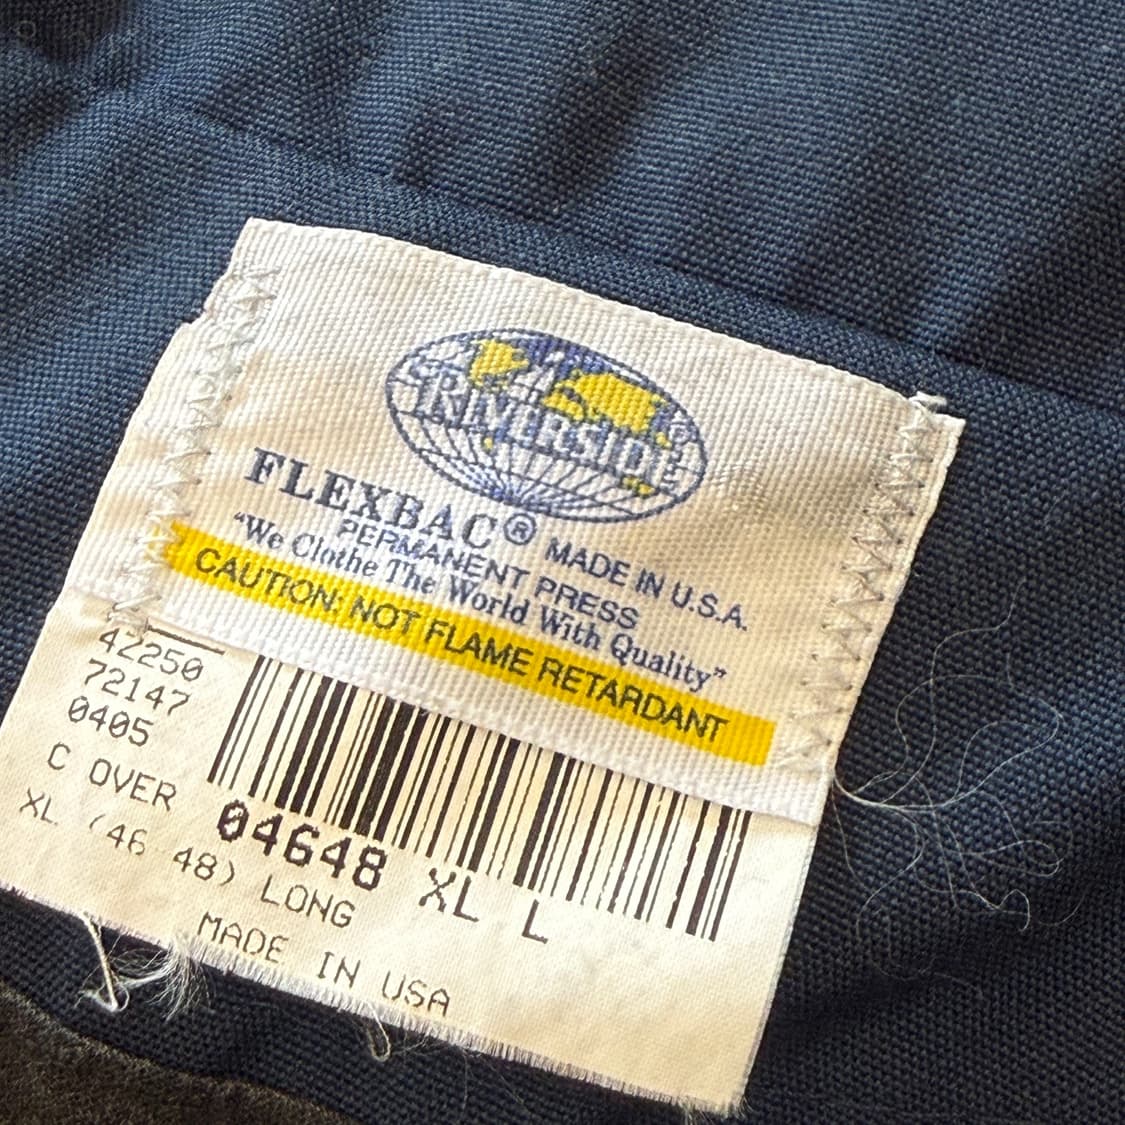 RIVERSIDE®
FLEXBAC® MADE IN U.S.A.
PERMANENT PRESS
“We Clothe The World With Quality”
CAUTION: NOT FLAME RETARDANT
42250
72147
0405
C OVER
04648 XL L
XL (46 48) LONG
MADE IN USA